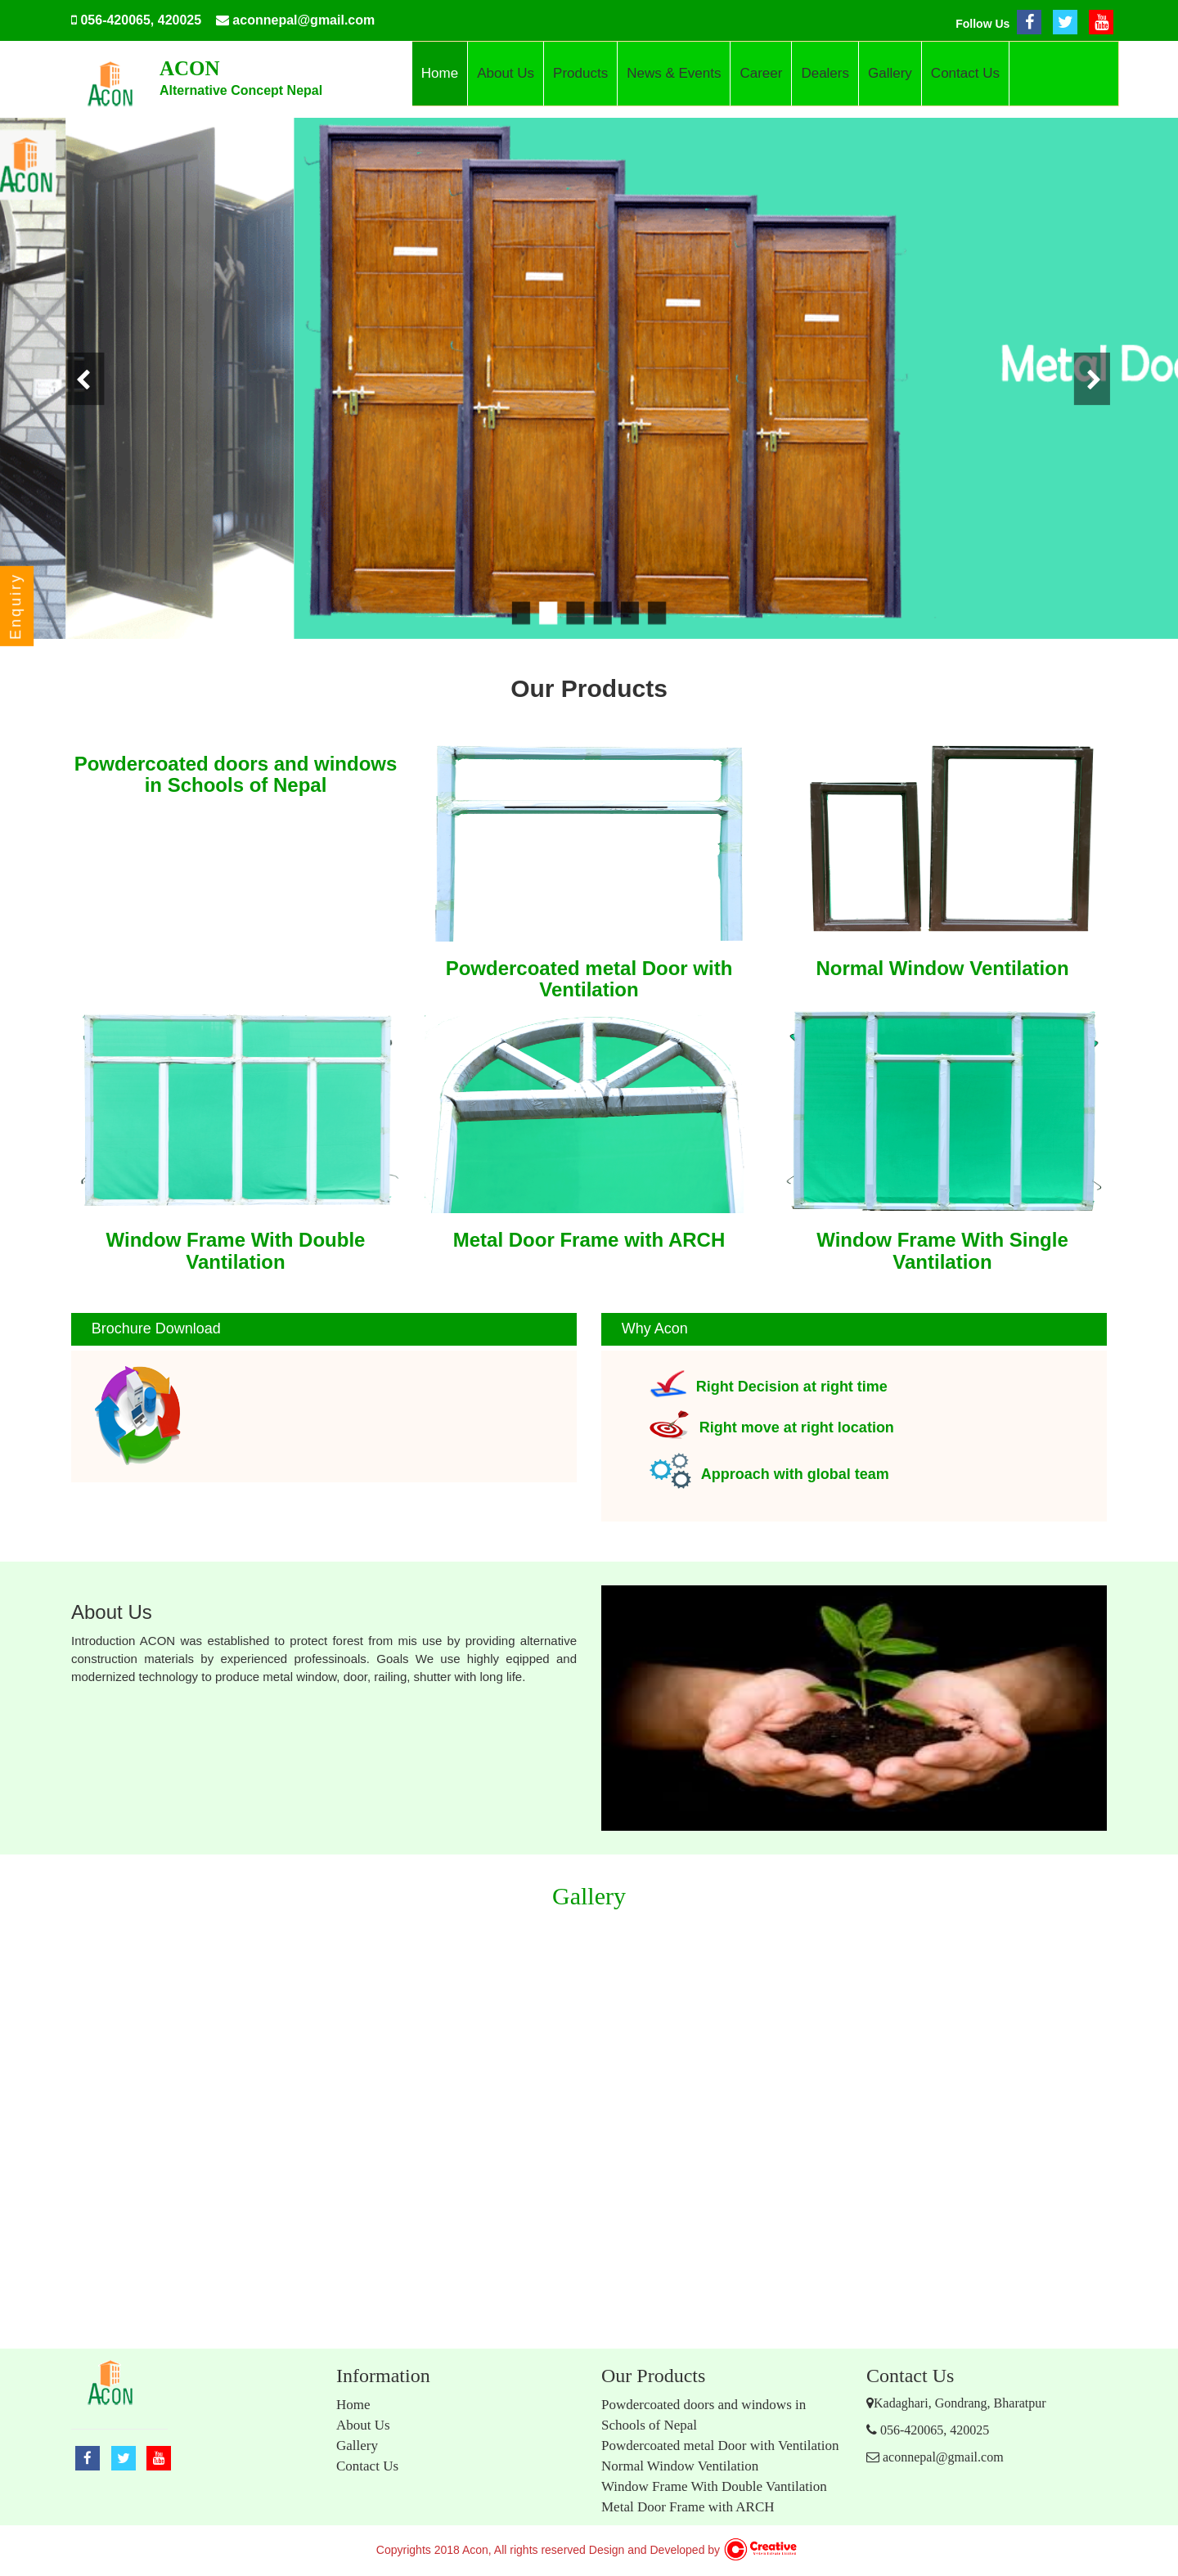 056-420065, 420025 aconnepal@gmail.com
Follow Us
ACON
ACON
Alternative Concept Nepal
Home About Us Products News & Events Career Dealers Gallery Contact Us
ACON
Metal Doo
Enquiry
Our Products
Powdercoated doors and windows
in Schools of Nepal
Powdercoated metal Door with
Ventilation
Normal Window Ventilation
Window Frame With Double
Vantilation
Metal Door Frame with ARCH
Window Frame With Single
Vantilation
Brochure Download
Why Acon
Right Decision at right time
Right move at right location
Approach with global team
About Us
Introduction ACON was established to protect forest from mis use by providing alternative
construction materials by experienced professinoals. Goals We use highly eqipped and
modernized technology to produce metal window, door, railing, shutter with long life.
Gallery
ACON
Information
Home
About Us
Gallery
Contact Us
Our Products
Powdercoated doors and windows in
Schools of Nepal
Powdercoated metal Door with Ventilation
Normal Window Ventilation
Window Frame With Double Vantilation
Metal Door Frame with ARCH
Contact Us
Kadaghari, Gondrang, Bharatpur
056-420065, 420025
aconnepal@gmail.com
Copyrights 2018 Acon, All rights reserved Design and Developed by Creative